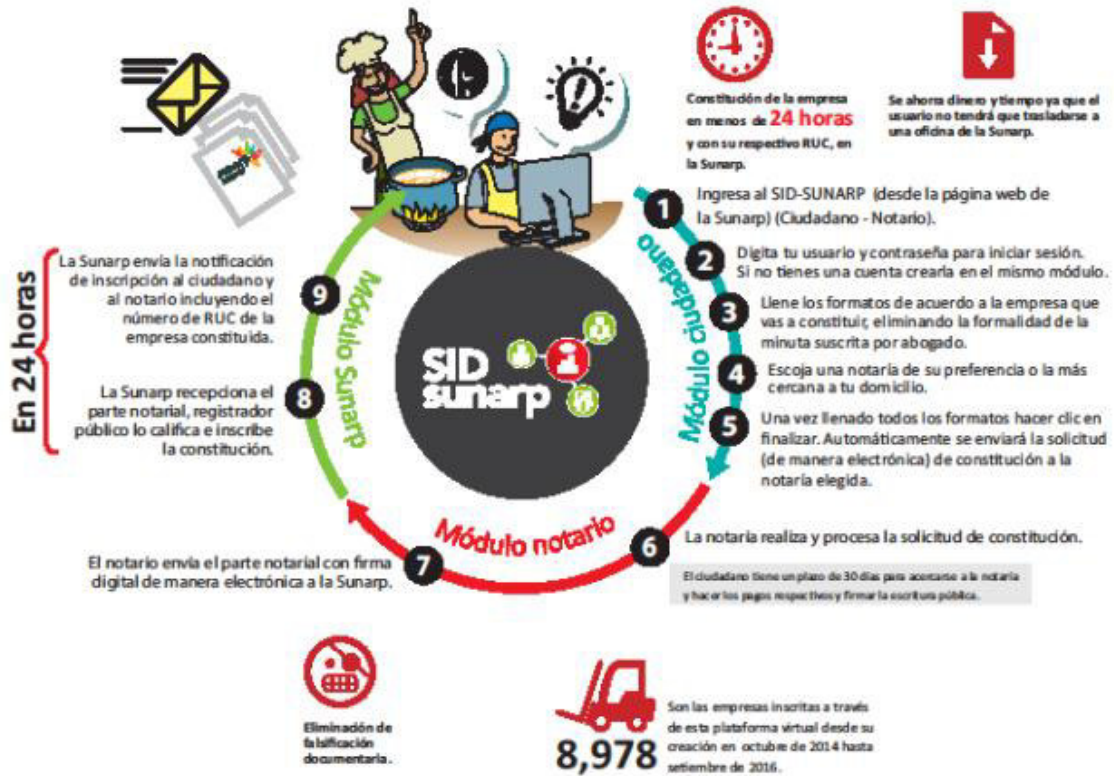 Constitución de la empresa
en menos de 24 horas
y con su respectivo RUC, en
la Sunarp.
Se ahorra dinero y tiempo ya que el
usuario no tendrá que trasladarse a
una oficina de la Sunarp.
1
Ingresa al SID-SUNARP (desde la página web de
la Sunarp) (Ciudadano - Notario).
2
Digita tu usuario y contraseña para iniciar sesión.
Si no tienes una cuenta crearla en el mismo módulo.
3
Llene los formatos de acuerdo a la empresa que
vas a constituir, eliminando la formalidad de la
minuta suscrita por abogado.
4
Escoja una notaría de su preferencia o la más
cercana a tu domicilio.
5
Una vez llenado todos los formatos hacer clic en
finalizar. Automáticamente se enviará la solicitud
(de manera electrónica) de constitución a la
notaría elegida.
Módulo ciudadano
SID
sunarp
6
La notaría realiza y procesa la solicitud de constitución.
El ciudadano tiene un plazo de 30 días para acercarse a la notaría
y hacer los pagos respectivos y firmar la escritura pública.
Módulo notario
7
El notario envía el parte notarial con firma
digital de manera electrónica a la Sunarp.
8
La Sunarp recepciona el
parte notarial, registrador
público lo califica e inscribe
la constitución.
9
La Sunarp envía la notificación
de inscripción al ciudadano y
al notario incluyendo el
número de RUC de la
empresa constituida.
Módulo Sunarp
En 24 horas
Eliminación de
falsificación
documentaria.
8,978
Son las empresas inscritas a través
de esta plataforma virtual desde su
creación en octubre de 2014 hasta
setiembre de 2016.